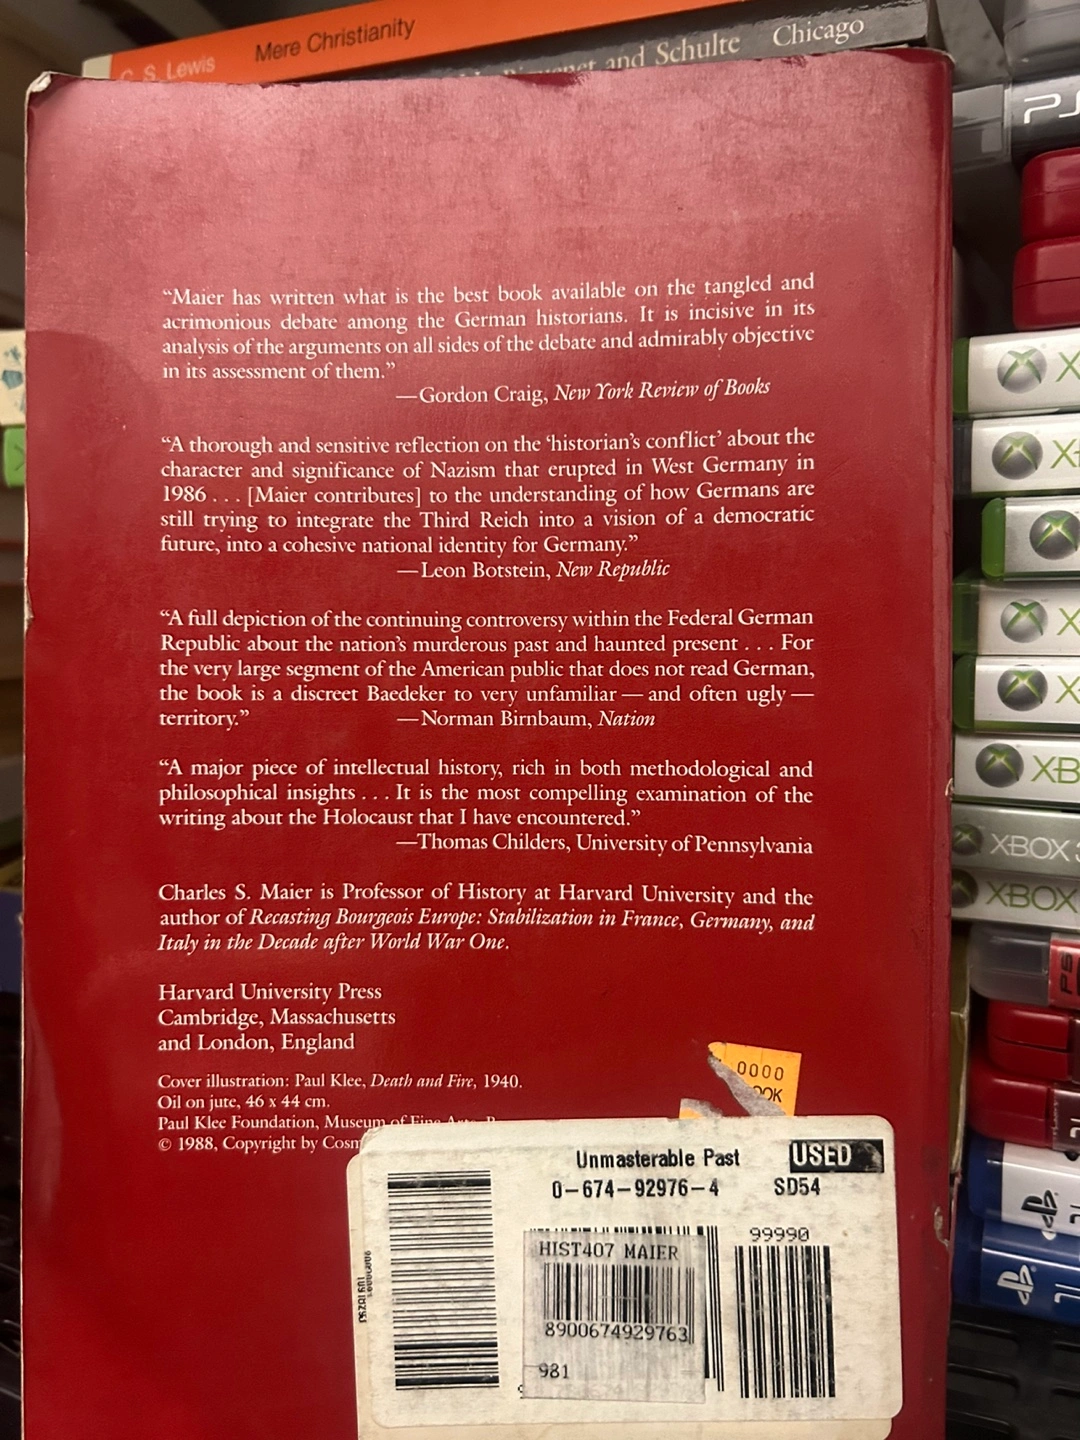 C. S. Lewis Mere Christianity
and Schulte Chicago
“Maier has written what is the best book available on the tangled and
acrimonious debate among the German historians. It is incisive in its
analysis of the arguments on all sides of the debate and admirably objective
in its assessment of them.”
—Gordon Craig, New York Review of Books
“A thorough and sensitive reflection on the ‘historian’s conflict’ about the
character and significance of Nazism that erupted in West Germany in
1986 . . . [Maier contributes] to the understanding of how Germans are
still trying to integrate the Third Reich into a vision of a democratic
future, into a cohesive national identity for Germany.”
—Leon Botstein, New Republic
“A full depiction of the continuing controversy within the Federal German
Republic about the nation’s murderous past and haunted present . . . For
the very large segment of the American public that does not read German,
the book is a discreet Baedeker to very unfamiliar — and often ugly —
territory.” —Norman Birnbaum, Nation
“A major piece of intellectual history, rich in both methodological and
philosophical insights . . . It is the most compelling examination of the
writing about the Holocaust that I have encountered.”
—Thomas Childers, University of Pennsylvania
Charles S. Maier is Professor of History at Harvard University and the
author of Recasting Bourgeois Europe: Stabilization in France, Germany, and
Italy in the Decade after World War One.
Harvard University Press
Cambridge, Massachusetts
and London, England
Cover illustration: Paul Klee, Death and Fire, 1940.
Oil on jute, 46 x 44 cm.
Paul Klee Foundation, Museum of
© 1988, Copyright by
0000
Unmasterable Past USED
0-674-92976-4 SD54
99990
HIST407 MAIER
8900674929763
981
XBOX
XBOX